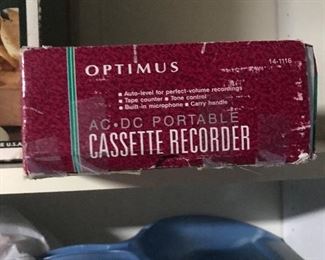 OPTIMUS
14-1116
• Auto-level for perfect-volume recordings
• Tape counter • Tone control
• Built-in microphone • Carry handle
AC•DC PORTABLE
CASSETTE RECORDER